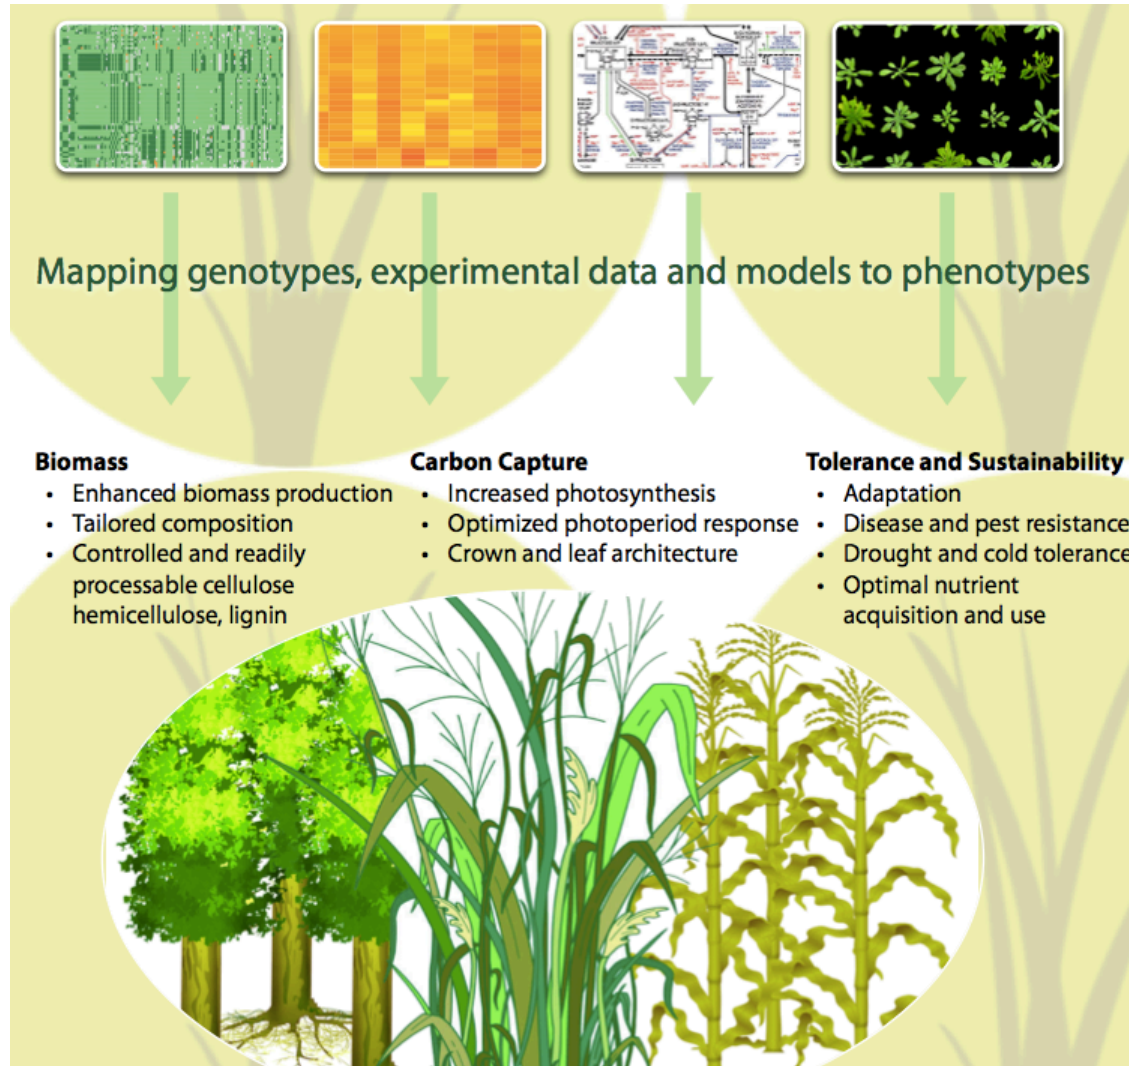 Mapping genotypes, experimental data and models to phenotypes
Biomass
• Enhanced biomass production
• Tailored composition
• Controlled and readily
processable cellulose
hemicellulose, lignin
Carbon Capture
• Increased photosynthesis
• Optimized photoperiod response
• Crown and leaf architecture
Tolerance and Sustainability
• Adaptation
• Disease and pest resistance
• Drought and cold tolerance
• Optimal nutrient
acquisition and use